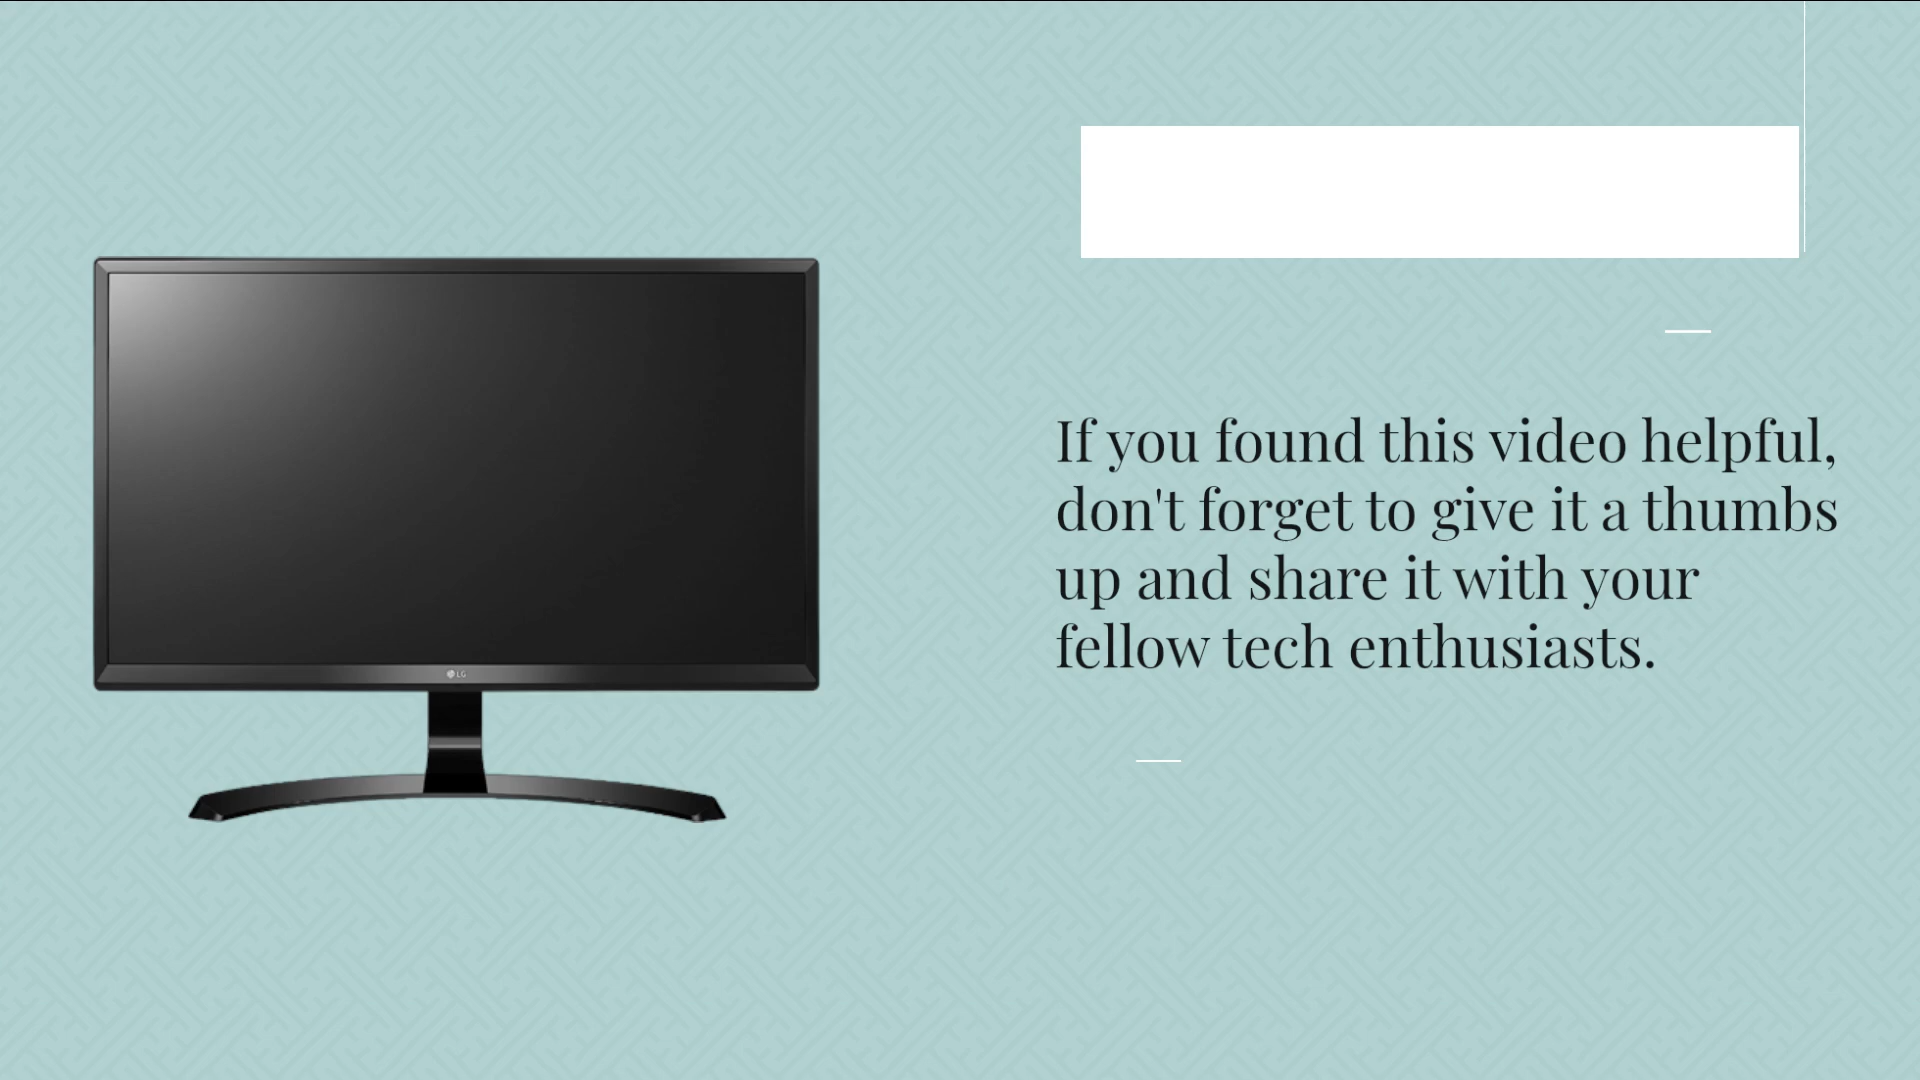 LG
If you found this video helpful,
don't forget to give it a thumbs
up and share it with your
fellow tech enthusiasts.